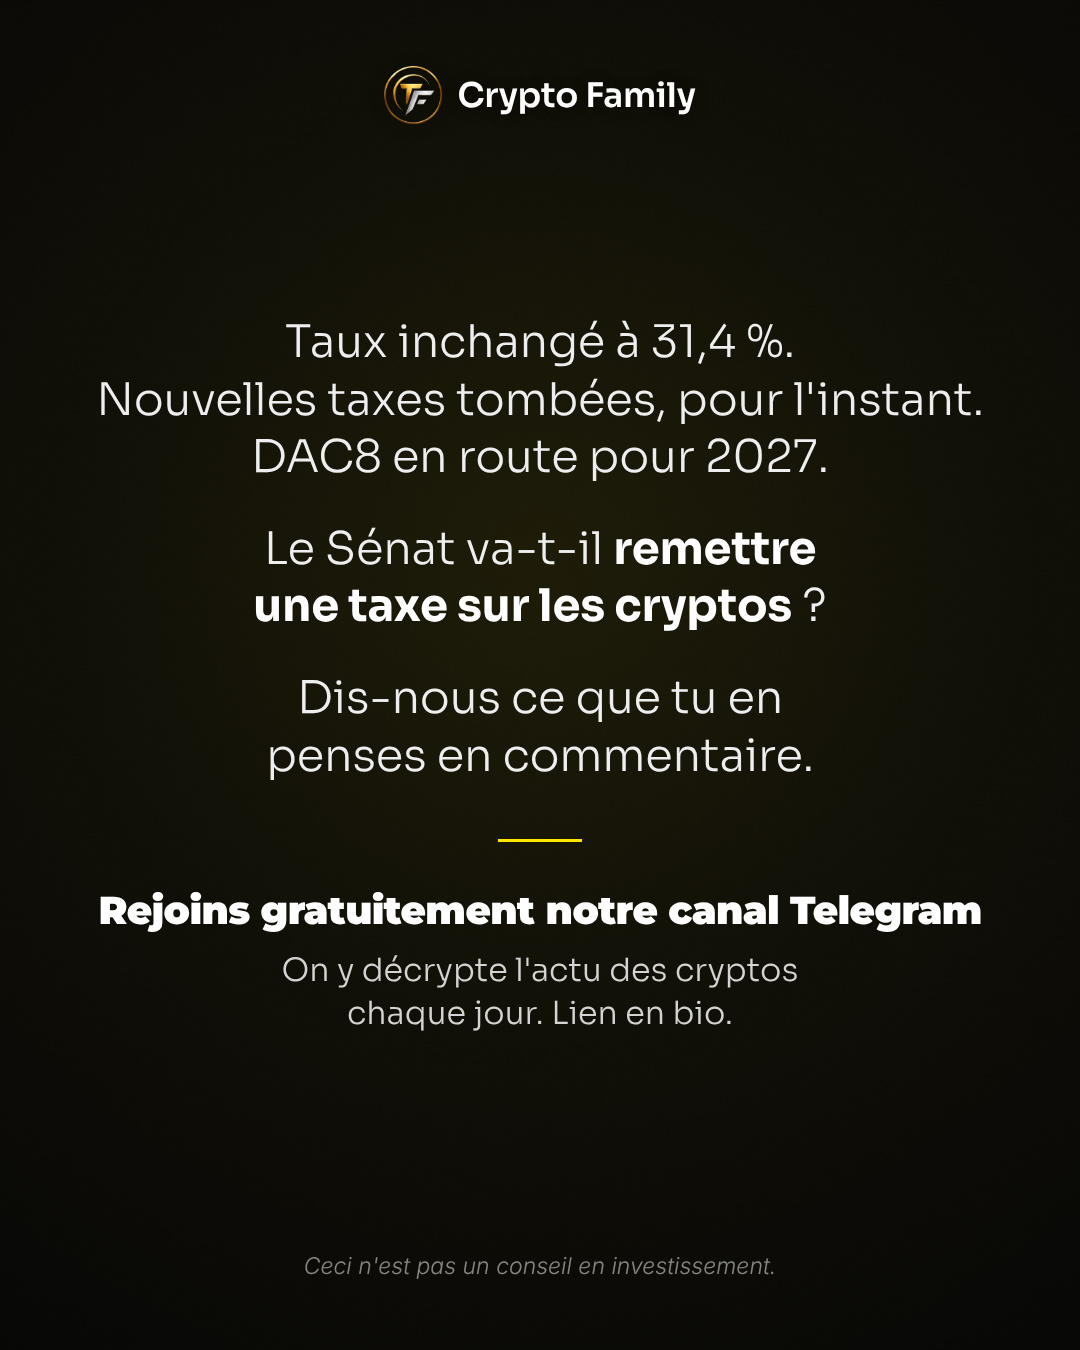 TF Crypto Family
Taux inchangé à 31,4 %.
Nouvelles taxes tombées, pour l'instant.
DAC8 en route pour 2027.
Le Sénat va-t-il remettre
une taxe sur les cryptos ?
Dis-nous ce que tu en
penses en commentaire.
Rejoins gratuitement notre canal Telegram
On y décrypte l'actu des cryptos
chaque jour. Lien en bio.
Ceci n'est pas un conseil en investissement.